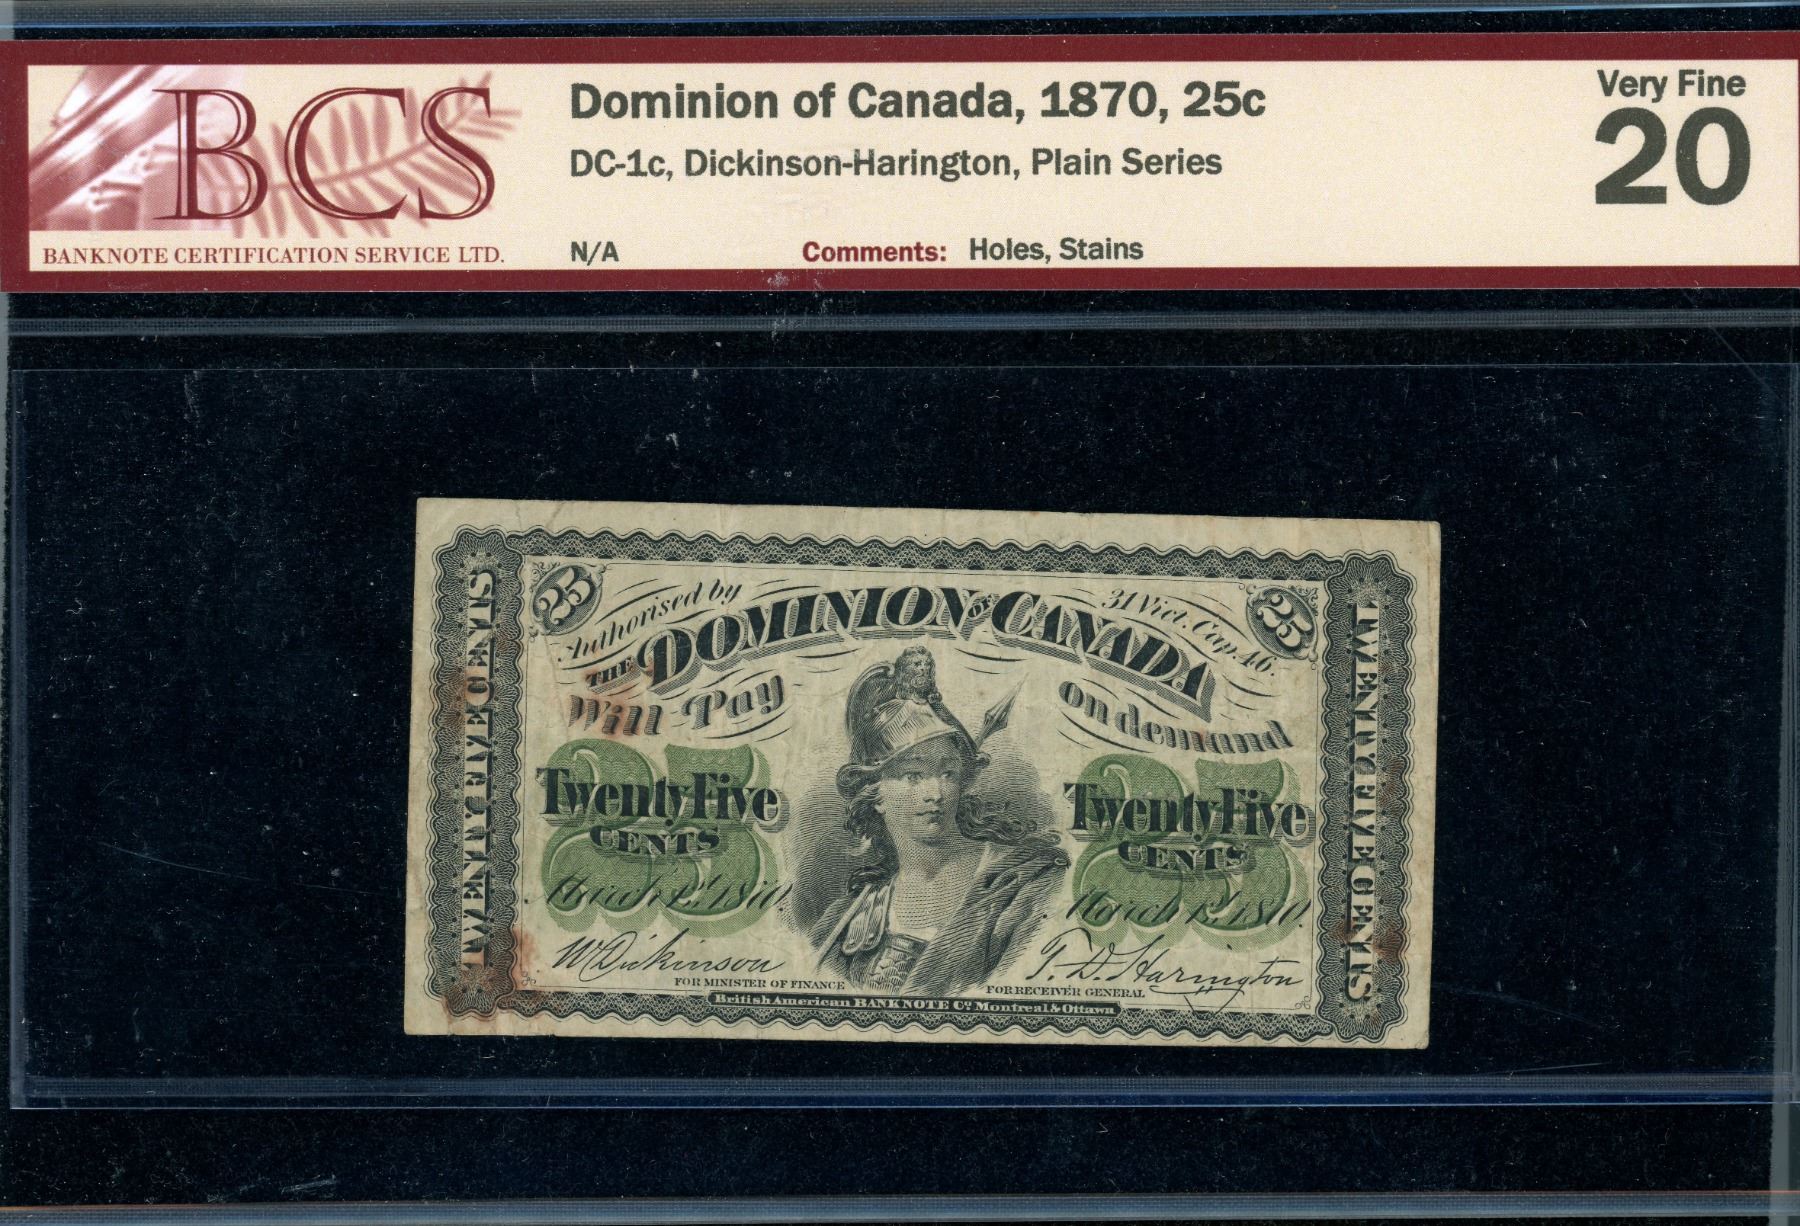 BCS
BANKNOTE CERTIFICATION SERVICE LTD.
Dominion of Canada, 1870, 25c
DC-1c, Dickinson-Harington, Plain Series
N/A
Comments: Holes, Stains
Very Fine
20
25
Authorised by
31 Vict. Cap. 46.
25
THE DOMINION OF CANADA
Will Pay
On demand
TWENTY FIVE CENTS
25
Twenty Five
CENTS
March 1st, 1870.
25
Twenty Five
CENTS
March 1st, 1870.
TWENTY FIVE CENTS
W Dickinson
FOR MINISTER OF FINANCE
T. D. Harington
FOR RECEIVER GENERAL
British American BANK NOTE Co. Montreal & Ottawa